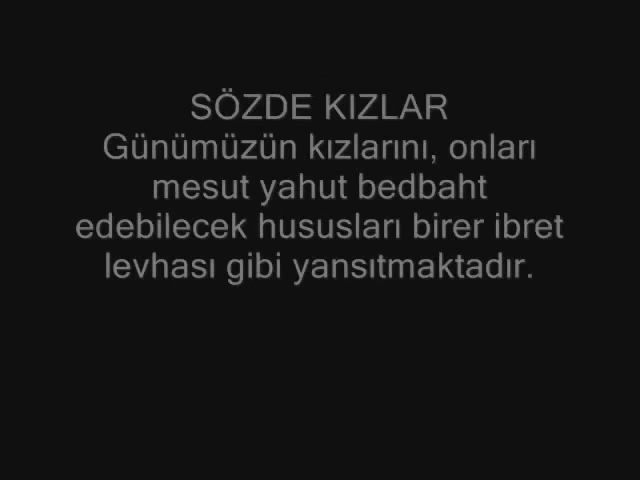 SÖZDE KIZLAR
Günümüzün kızlarını, onları
mesut yahut bedbaht
edebilecek hususları birer ibret
levhası gibi yansıtmaktadır.